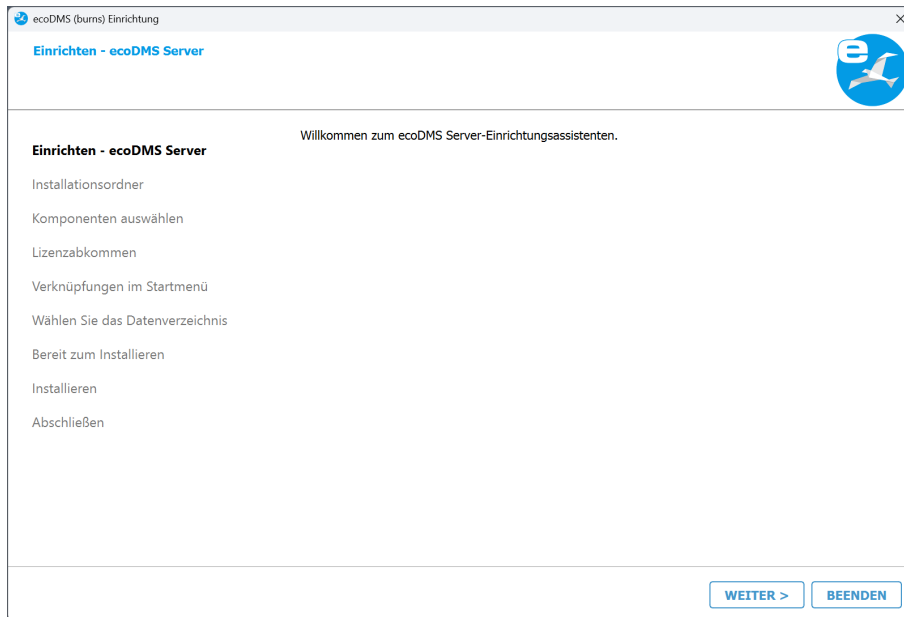 ecoDMS (burns) Einrichtung
Einrichten - ecoDMS Server
e
Willkommen zum ecoDMS Server-Einrichtungsassistenten.
Einrichten - ecoDMS Server
Installationsordner
Komponenten auswählen
Lizenzabkommen
Verknüpfungen im Startmenü
Wählen Sie das Datenverzeichnis
Bereit zum Installieren
Installieren
Abschließen
WEITER >
BEENDEN